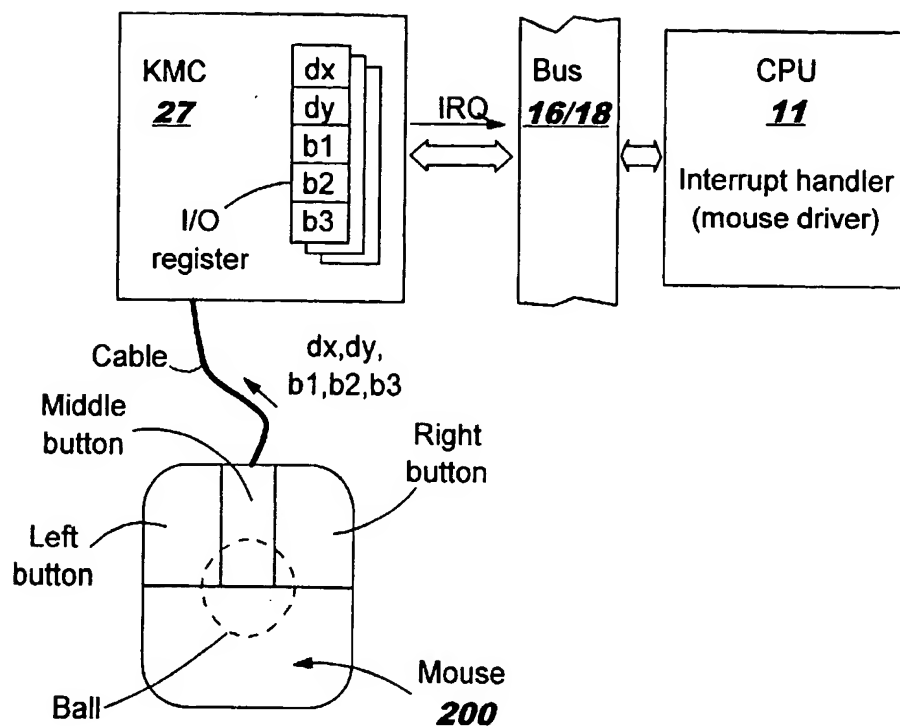 KMC
27
dx
dy
b1
b2
b3
I/O
register
IRQ
Bus
16/18
CPU
11
Interrupt handler
(mouse driver)
Cable
dx,dy,
b1,b2,b3
Middle
button
Right
button
Left
button
Ball
Mouse
200